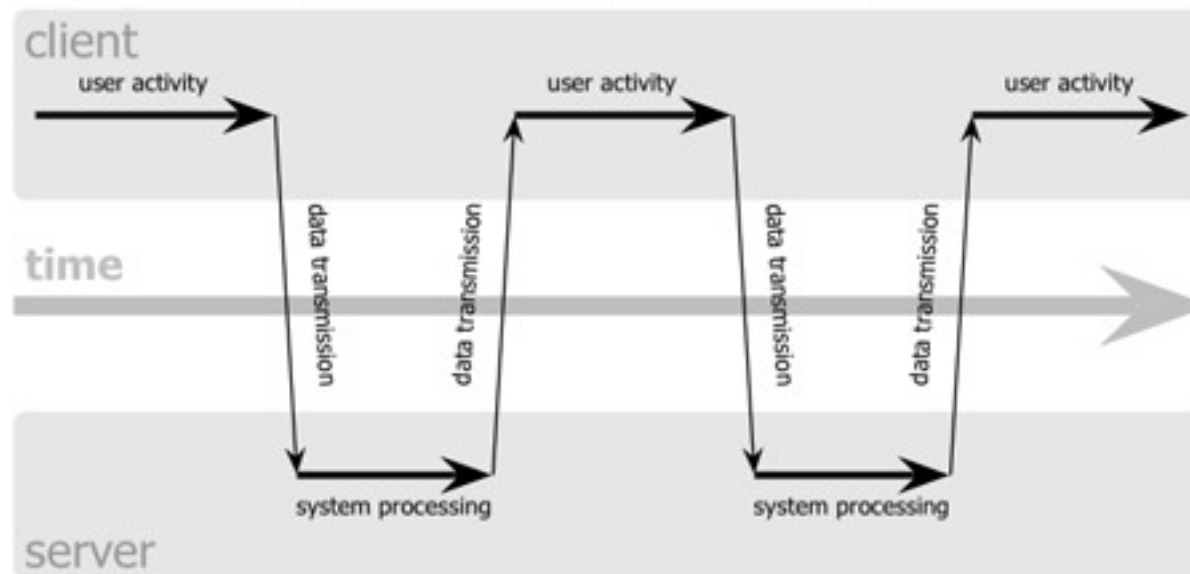 client
user activity
user activity
user activity
data transmission
data transmission
data transmission
data transmission
time
system processing
system processing
server